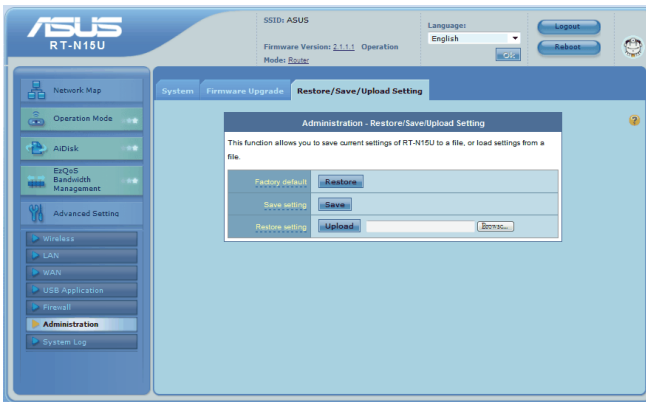 ASUS
RT-N15U
SSID: ASUS
Firmware Version: 2.1.1.1 Operation
Mode: Router
Language:
English
OK
Logout
Reboot
Network Map
Operation Mode
AiDisk
EzQoS
Bandwidth
Management
Advanced Setting
Wireless
LAN
WAN
USB Application
Firewall
Administration
System Log
System
Firmware Upgrade
Restore/Save/Upload Setting
Administration - Restore/Save/Upload Setting
This function allows you to save current settings of RT-N15U to a file, or load settings from a
file.
Factory default
Restore
Save setting
Save
Restore setting
Upload
Browse...
?